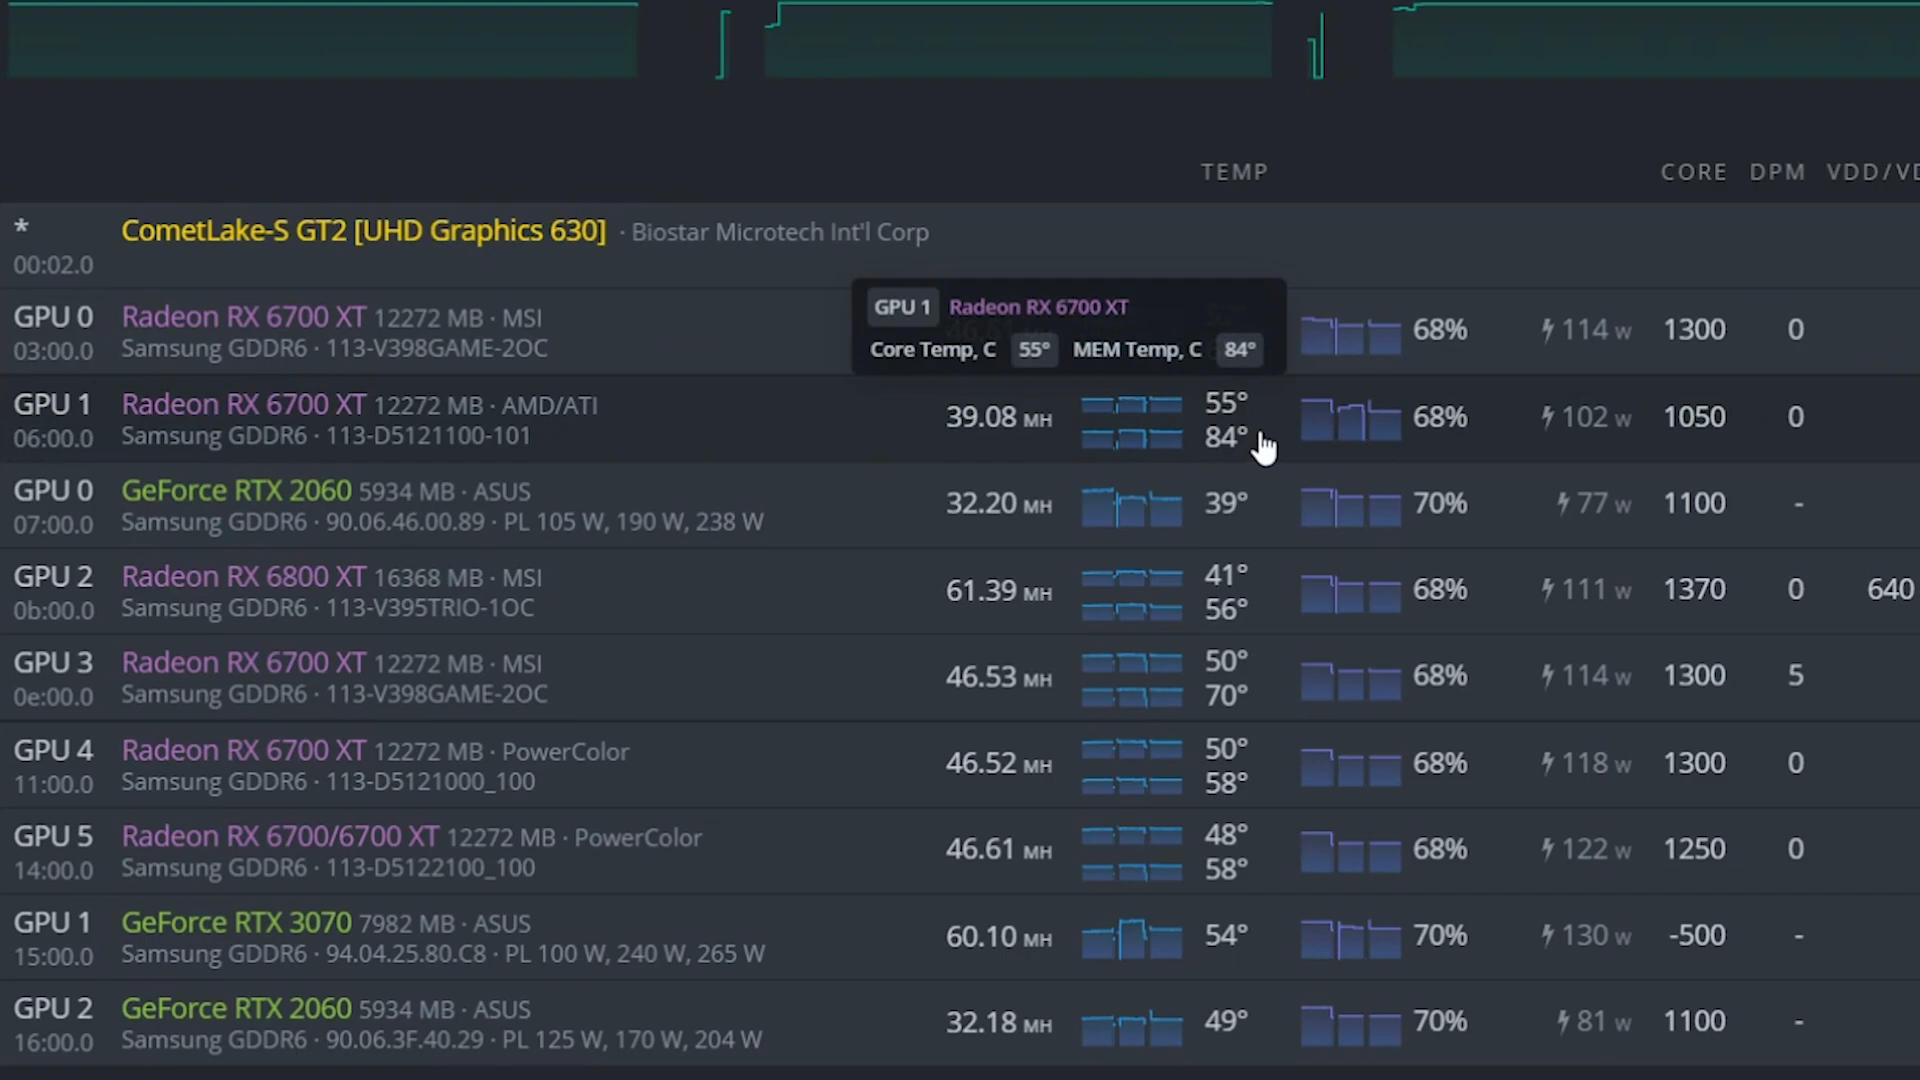 TEMP CORE DPM VDD/VD
* CometLake-S GT2 [UHD Graphics 630] · Biostar Microtech Int'l Corp
00:02.0
GPU 1 Radeon RX 6700 XT
Core Temp, C 55° MEM Temp, C 84°
GPU 0 Radeon RX 6700 XT 12272 MB · MSI 68% 114 W 1300 0
03:00.0 Samsung GDDR6 · 113-V398GAME-2OC
GPU 1 Radeon RX 6700 XT 12272 MB · AMD/ATI 39.08 MH 55° 68% 102 W 1050 0
06:00.0 Samsung GDDR6 · 113-D5121100-101 84°
GPU 0 GeForce RTX 2060 5934 MB · ASUS 32.20 MH 39° 70% 77 W 1100 -
07:00.0 Samsung GDDR6 · 90.06.46.00.89 · PL 105 W, 190 W, 238 W
GPU 2 Radeon RX 6800 XT 16368 MB · MSI 61.39 MH 41° 68% 111 W 1370 0 640
0b:00.0 Samsung GDDR6 · 113-V395TRIO-1OC 56°
GPU 3 Radeon RX 6700 XT 12272 MB · MSI 46.53 MH 50° 68% 114 W 1300 5
0e:00.0 Samsung GDDR6 · 113-V398GAME-2OC 70°
GPU 4 Radeon RX 6700 XT 12272 MB · PowerColor 46.52 MH 50° 68% 118 W 1300 0
11:00.0 Samsung GDDR6 · 113-D5121000_100 58°
GPU 5 Radeon RX 6700/6700 XT 12272 MB · PowerColor 46.61 MH 48° 68% 122 W 1250 0
14:00.0 Samsung GDDR6 · 113-D5122100_100 58°
GPU 1 GeForce RTX 3070 7982 MB · ASUS 60.10 MH 54° 70% 130 W -500 -
15:00.0 Samsung GDDR6 · 94.04.25.80.C8 · PL 100 W, 240 W, 265 W
GPU 2 GeForce RTX 2060 5934 MB · ASUS 32.18 MH 49° 70% 81 W 1100 -
16:00.0 Samsung GDDR6 · 90.06.3F.40.29 · PL 125 W, 170 W, 204 W